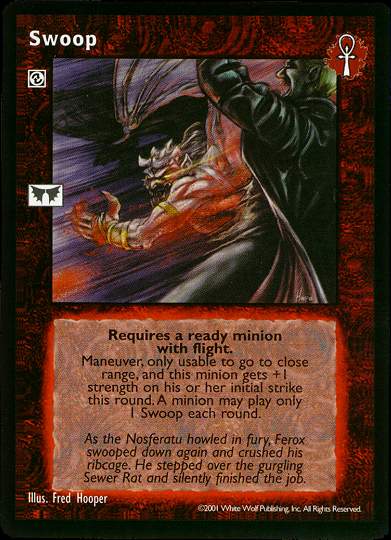 Swoop
Requires a ready minion
with flight.
Maneuver, only usable to go to close
range, and this minion gets +1
strength on his or her initial strike
this round. A minion may play only
1 Swoop each round.
As the Nosferatu howled in fury, Ferox
swooped down again and crushed his
ribcage. He stepped over the gurgling
Sewer Rat and silently finished the job.
Illus. Fred Hooper
©2001 White Wolf Publishing, Inc. All Rights Reserved.